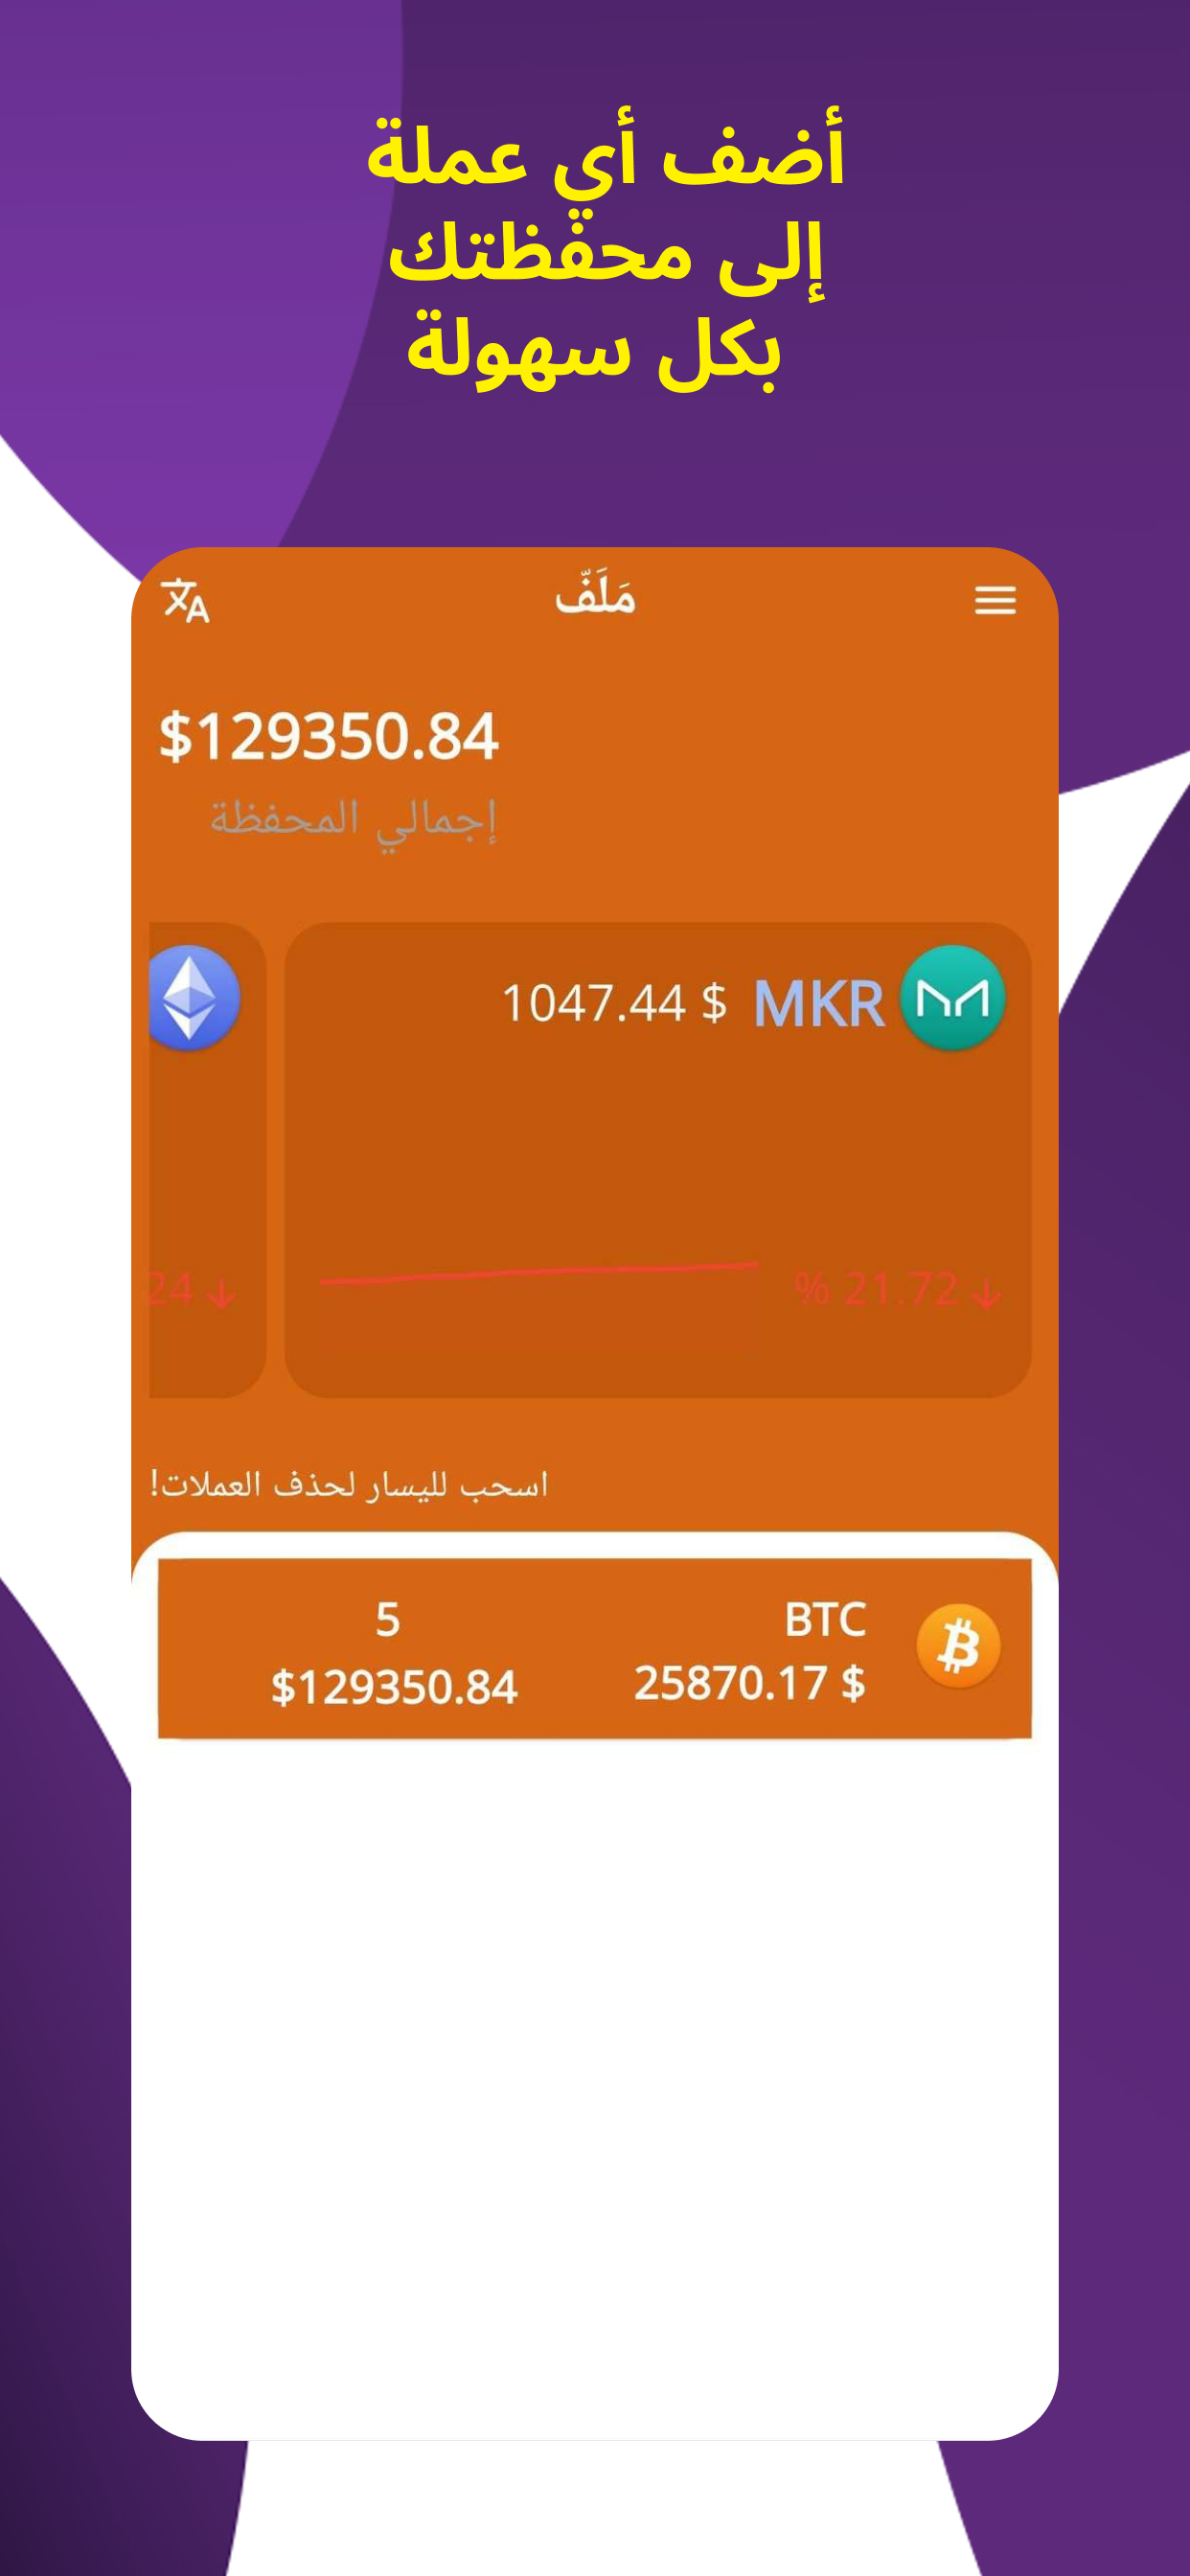 أضف أي عملة
إلى محفظتك
بكل سهولة
مَلَفّ
$129350.84
إجمالي المحفظة
MKR 1047.44 $
↓ 21.72 %
↓ 24
اسحب لليسار لحذف العملات!
BTC
25870.17 $
5
$129350.84